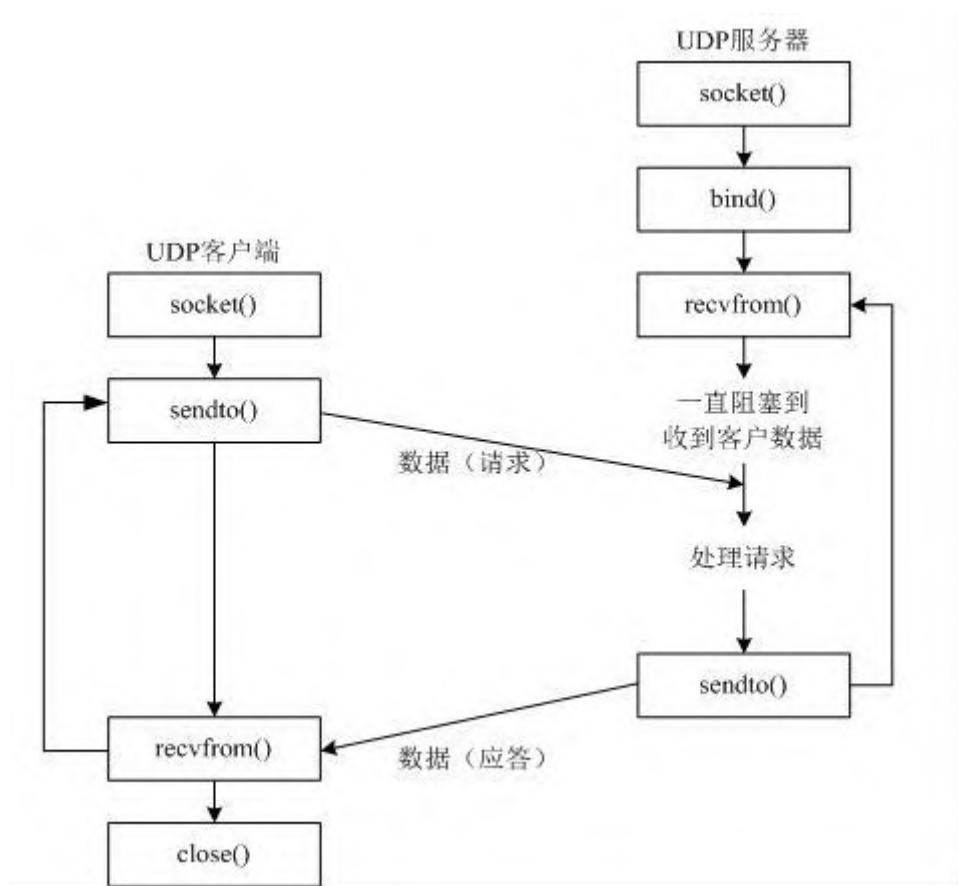 UDP服务器
socket()
bind()
recvfrom()
一直阻塞到
收到客户数据
处理请求
sendto()
UDP客户端
socket()
sendto()
数据（请求）
recvfrom()
数据（应答）
close()